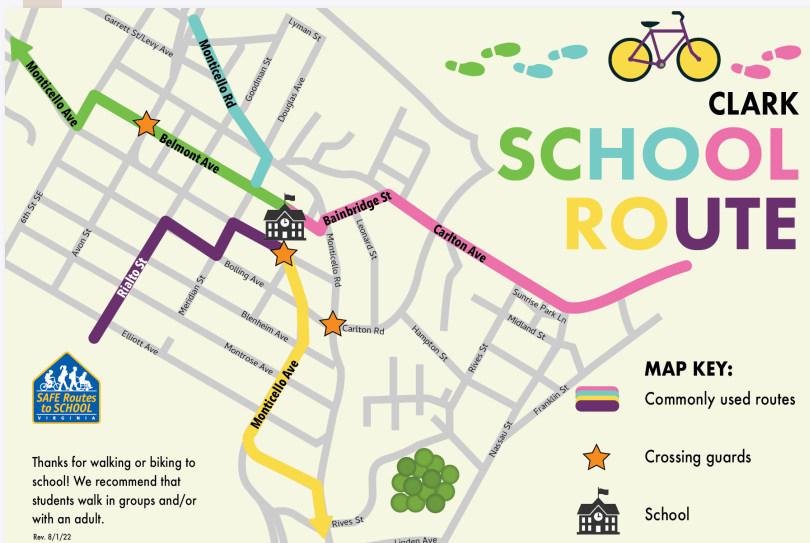 Garrett St/Levy Ave
Lyman St
Monticello Rd
Goodman St
Douglas Ave
Monticello Ave
Belmont Ave
CLARK
SCHOOL
ROUTE
6th St SE
Avon St
Rialto St
Meridian St
Bolling Ave
Blenheim Ave
Montrose Ave
Elliott Ave
Bainbridge St
Monticello Rd
Leonard St
Carlton Ave
Carlton Rd
Hampton St
Sunrise Park Ln
Midland St
Rives St
Franklin St
Nassau St
Monticello Ave
Rives St
Linden Ave
SAFE Routes
to SCHOOL
VIRGINIA
Thanks for walking or biking to
school! We recommend that
students walk in groups and/or
with an adult.
Rev. 8/1/22
MAP KEY:
Commonly used routes
Crossing guards
School